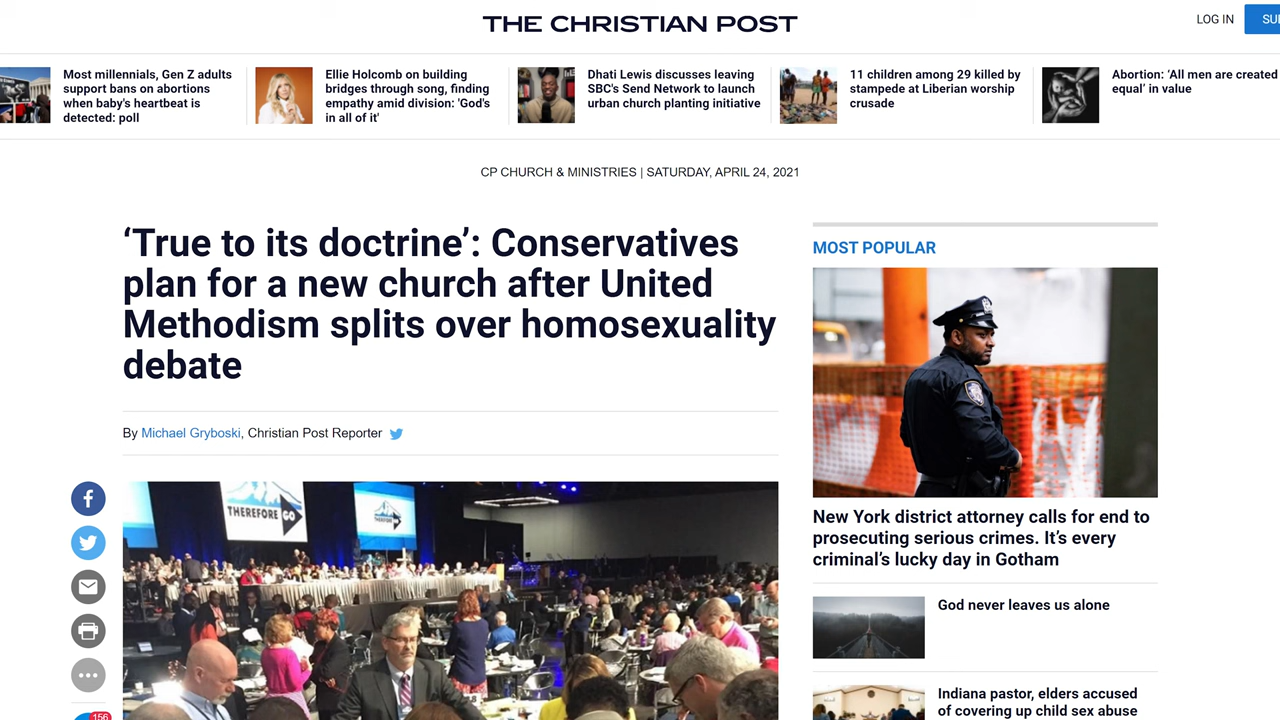 THE CHRISTIAN POST
LOG IN
Most millennials, Gen Z adults
support bans on abortions
when baby's heartbeat is
detected: poll
Ellie Holcomb on building
bridges through song, finding
empathy amid division: 'God's
in all of it'
Dhati Lewis discusses leaving
SBC's Send Network to launch
urban church planting initiative
11 children among 29 killed by
stampede at Liberian worship
crusade
Abortion: ‘All men are created
equal’ in value
CP CHURCH & MINISTRIES | SATURDAY, APRIL 24, 2021
‘True to its doctrine’: Conservatives
plan for a new church after United
Methodism splits over homosexuality
debate
By Michael Gryboski, Christian Post Reporter
THEREFORE GO
THEREFORE GO
156
MOST POPULAR
New York district attorney calls for end to
prosecuting serious crimes. It’s every
criminal’s lucky day in Gotham
God never leaves us alone
Indiana pastor, elders accused
of covering up child sex abuse